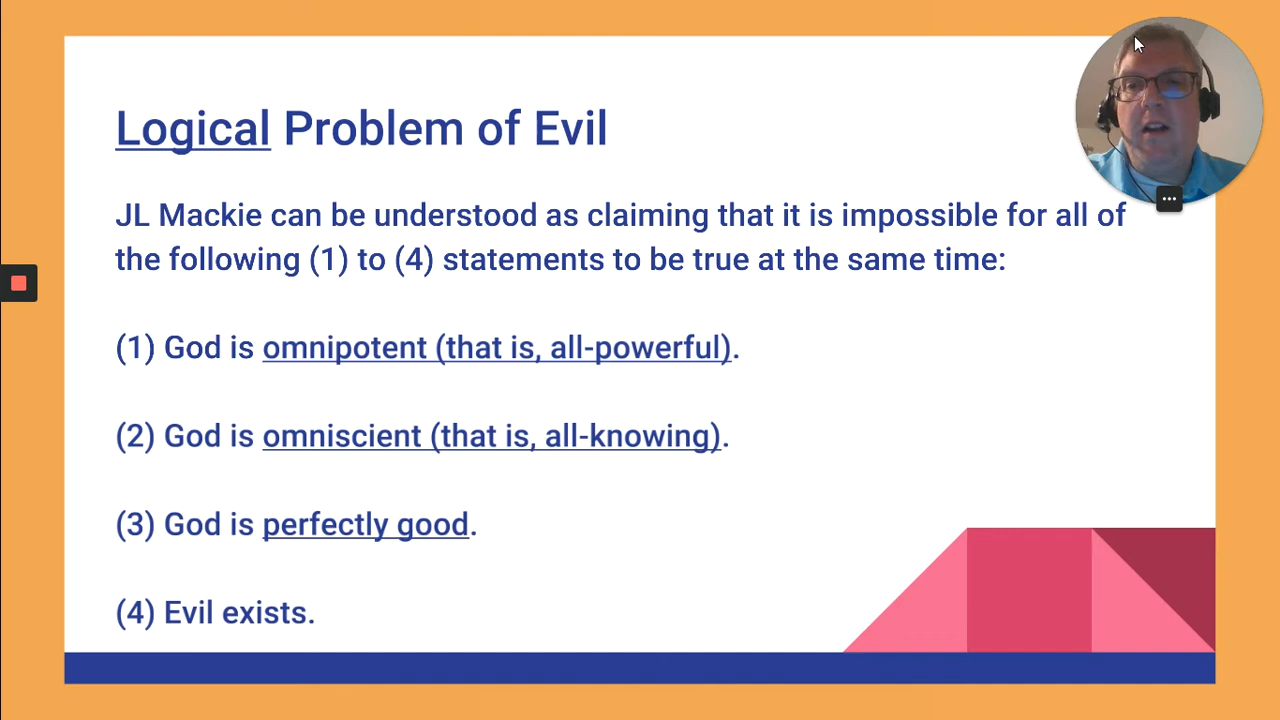 Logical Problem of Evil
JL Mackie can be understood as claiming that it is impossible for all of
the following (1) to (4) statements to be true at the same time:
(1) God is omnipotent (that is, all-powerful).
(2) God is omniscient (that is, all-knowing).
(3) God is perfectly good.
(4) Evil exists.